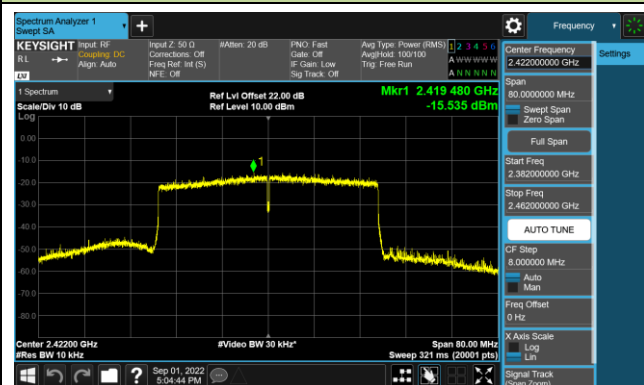 Spectrum Analyzer 1
Swept SA
+
Frequency
KEYSIGHT Input: RF Input Z: 50 Ω #Atten: 20 dB PNO: Fast Avg Type: Power (RMS) 1 2 3 4 5 6
RL Coupling: DC Corrections: Off Gate: Off Avg|Hold: 100/100 A W W W W W
Align: Auto Freq Ref: Int (S) IF Gain: Low Trig: Free Run
LXI NFE: Off Sig Track: Off A N N N N N
1 Spectrum
Scale/Div 10 dB
Log
Ref Lvl Offset 22.00 dB
Ref Level 10.00 dBm
Mkr1 2.419 480 GHz
-15.535 dBm
1
0.00
-10.0
-20.0
-30.0
-40.0
-50.0
-60.0
-70.0
-80.0
Center 2.42200 GHz
#Res BW 10 kHz
#Video BW 30 kHz*
Span 80.00 MHz
Sweep 321 ms (20001 pts)
Sep 01, 2022
5:04:44 PM
Center Frequency
2.422000000 GHz
Settings
Span
80.0000000 MHz
Swept Span
Zero Span
Full Span
Start Freq
2.382000000 GHz
Stop Freq
2.462000000 GHz
AUTO TUNE
CF Step
8.000000 MHz
Auto
Man
Freq Offset
0 Hz
X Axis Scale
Log
Lin
Signal Track
(Span Zoom)